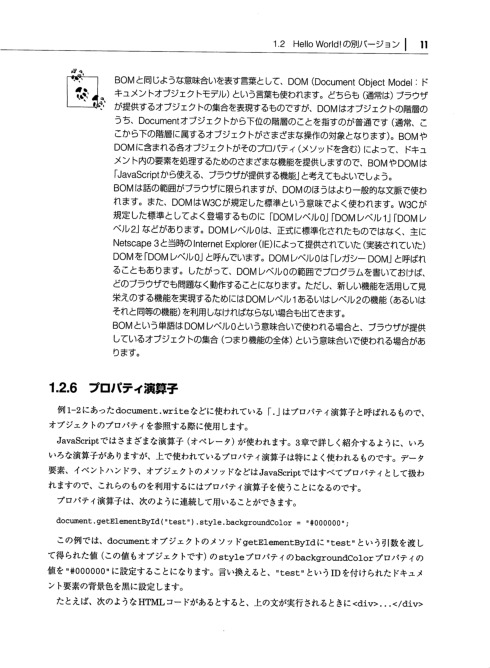 1.2 Hello World!の別バージョン 11
BOMと同じような意味合いを表す言葉として、DOM（Document Object Model：ド
キュメントオブジェクトモデル）という言葉も使われます。どちらも（通常は）ブラウザ
が提供するオブジェクトの集合を表現するものですが、DOMはオブジェクトの階層の
うち、Documentオブジェクトから下位の階層のことを指すのが普通です（通常、こ
こから下の階層に属するオブジェクトがさまざまな操作の対象となります）。BOMや
DOMに含まれる各オブジェクトがそのプロパティ（メソッドを含む）によって、ドキュ
メント内の要素を処理するためのさまざまな機能を提供しますので、BOMやDOMは
「JavaScriptから使える、ブラウザが提供する機能」と考えてもよいでしょう。
BOMは話の範囲がブラウザに限られますが、DOMのほうはより一般的な文脈で使わ
れます。また、DOMはW3Cが規定した標準という意味でよく使われます。W3Cが
規定した標準としてよく登場するものに「DOMレベル0」「DOMレベル1」「DOMレ
ベル2」などがあります。DOMレベル0は、正式に標準化されたものではなく、主に
Netscape 3と当時のInternet Explorer（IE）によって提供されていた（実装されていた）
DOMを「DOMレベル0」と呼んでいます。DOMレベル0は「レガシー DOM」と呼ばれ
ることもあります。したがって、DOMレベル0の範囲でプログラムを書いておけば、
どのブラウザでも問題なく動作することになります。ただし、新しい機能を活用して見
栄えのする機能を実現するためにはDOMレベル1あるいはレベル2の機能（あるいは
それと同等の機能）を利用しなければならない場合も出てきます。
BOMという単語はDOMレベル0という意味合いで使われる場合と、ブラウザが提供
しているオブジェクトの集合（つまり機能の全体）という意味合いで使われる場合があ
ります。
1.2.6 プロパティ演算子
例1-2にあったdocument.writeなどに使われている「.」はプロパティ演算子と呼ばれるもので、
オブジェクトのプロパティを参照する際に使用します。
JavaScriptではさまざまな演算子（オペレータ）が使われます。3章で詳しく紹介するように、いろ
いろな演算子がありますが、上で使われているプロパティ演算子は特によく使われるものです。データ
要素、イベントハンドラ、オブジェクトのメソッドなどはJavaScriptではすべてプロパティとして扱わ
れますので、これらのものを利用するにはプロパティ演算子を使うことになるのです。
プロパティ演算子は、次のように連続して用いることができます。
document.getElementById("test").style.backgroundColor = "#000000";
この例では、documentオブジェクトのメソッドgetElementByIdに"test"という引数を渡し
て得られた値（この値もオブジェクトです）のstyleプロパティのbackgroundColorプロパティの
値を"#000000"に設定することになります。言い換えると、"test"というIDを付けられたドキュメ
ント要素の背景色を黒に設定します。
たとえば、次のようなHTMLコードがあるとすると、上の文が実行されるときに<div>...</div>